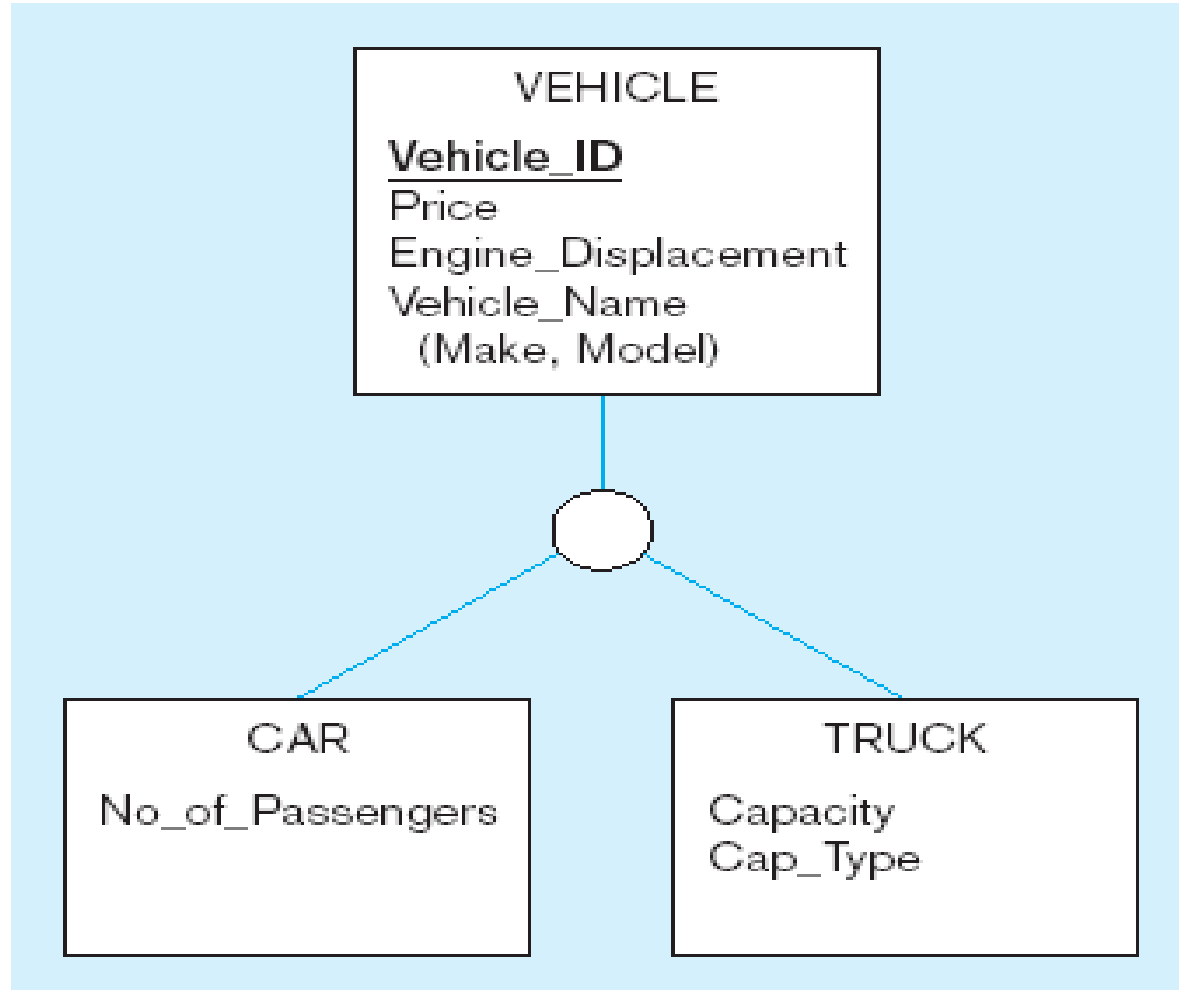 VEHICLE
Vehicle_ID
Price
Engine_Displacement
Vehicle_Name
(Make, Model)
CAR
No_of_Passengers
TRUCK
Capacity
Cap_Type